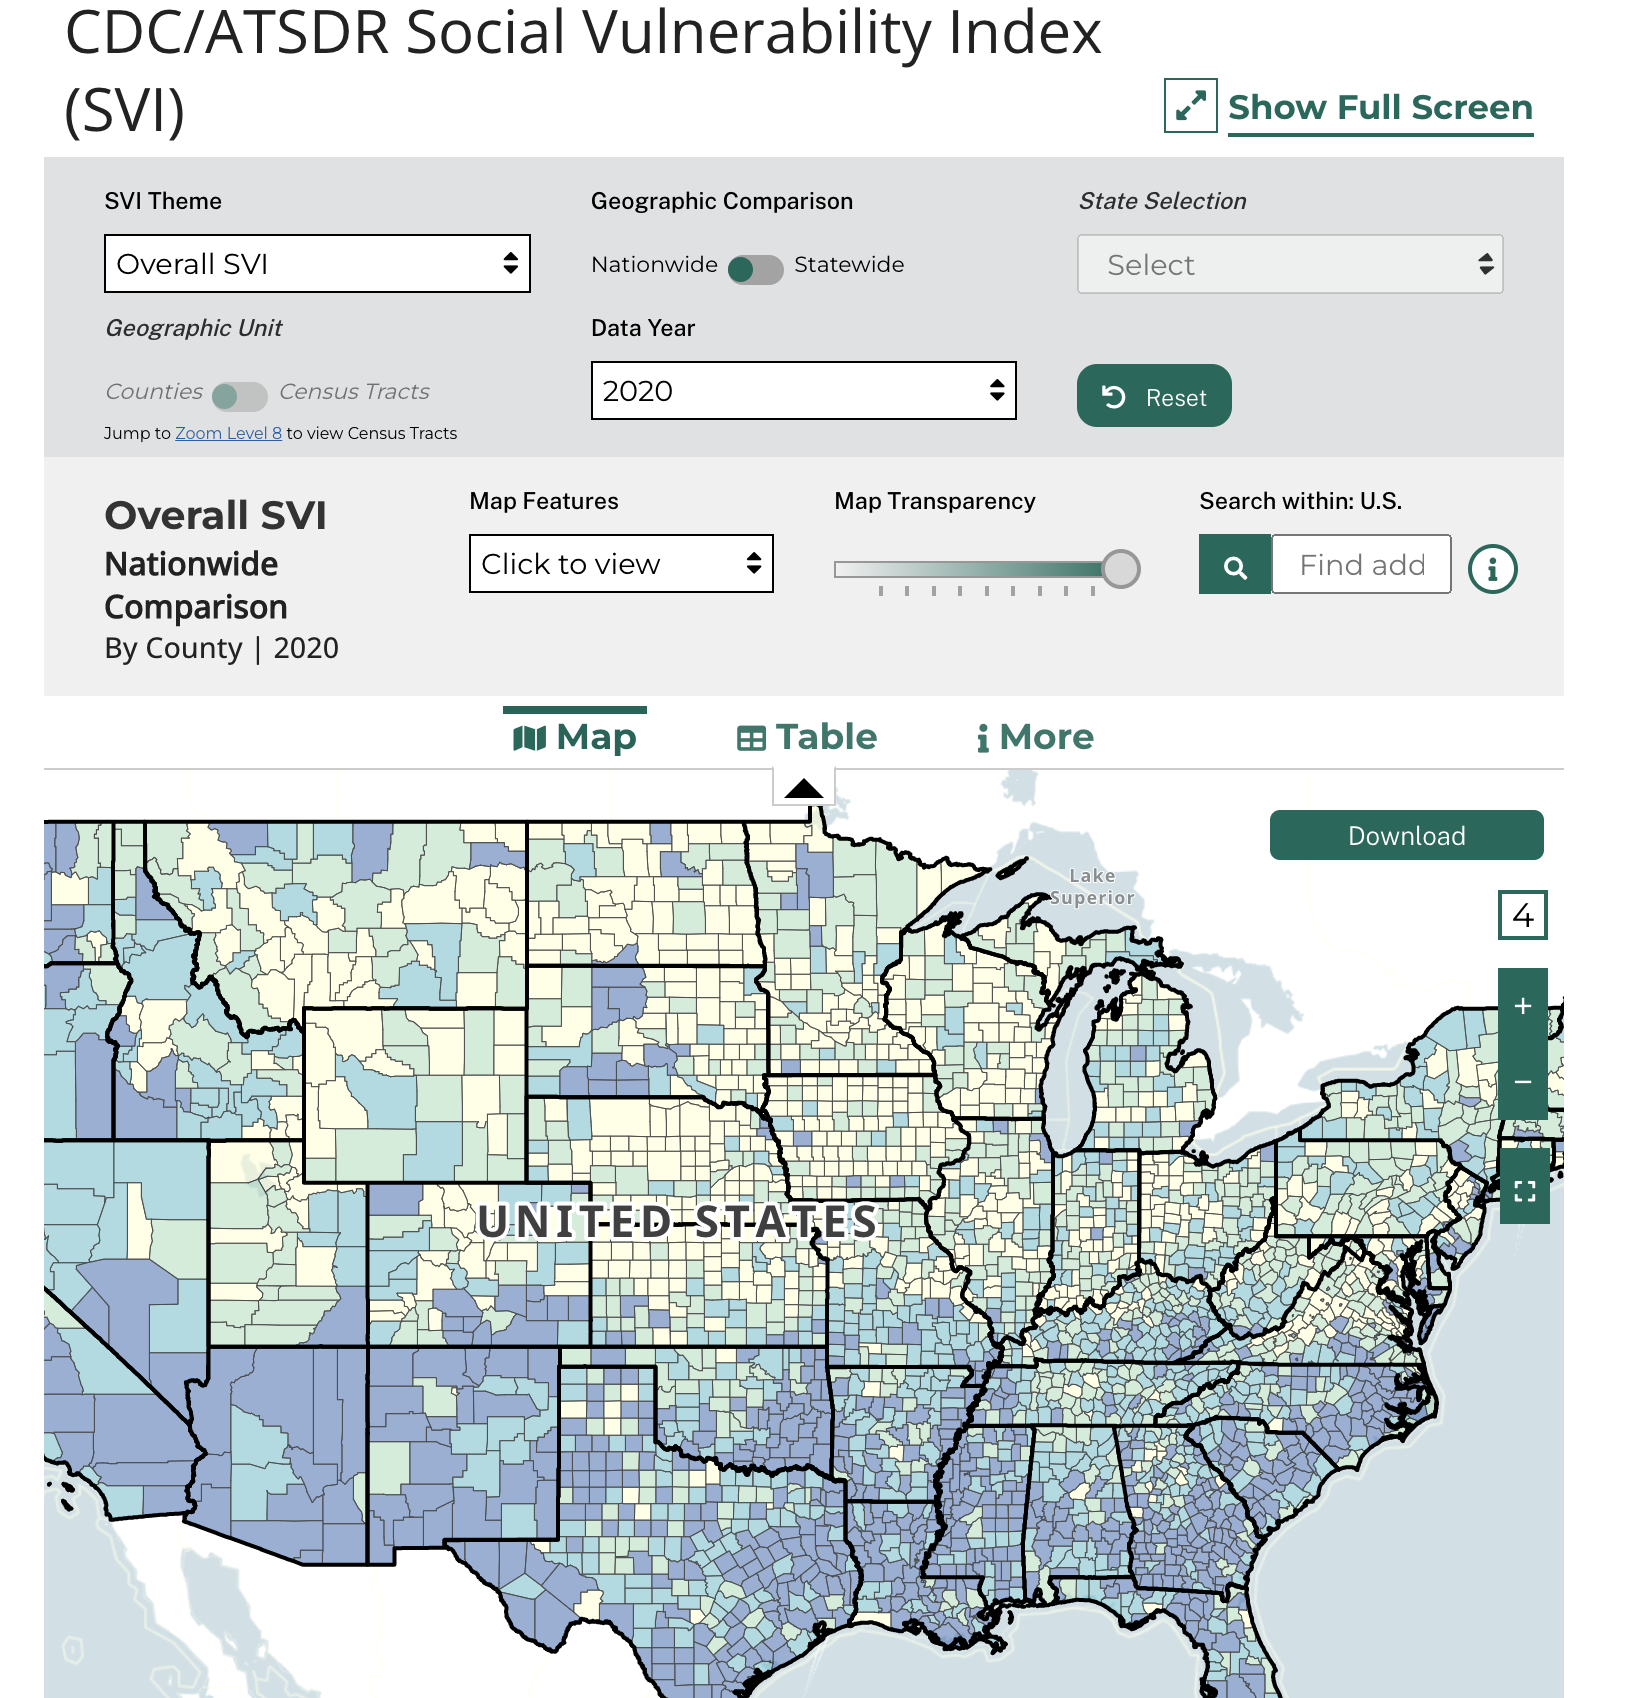 CDC/ATSDR Social Vulnerability Index
(SVI)
Show Full Screen
SVI Theme
Overall SVI
Geographic Comparison
Nationwide Statewide
State Selection
Select
Geographic Unit
Counties Census Tracts
Jump to Zoom Level 8 to view Census Tracts
Data Year
2020
Reset
Overall SVI
Nationwide
Comparison
By County | 2020
Map Features
Click to view
Map Transparency
Search within: U.S.
Find add
Map
Table
More
Download
Lake
Superior
4
+
−
UNITED STATES